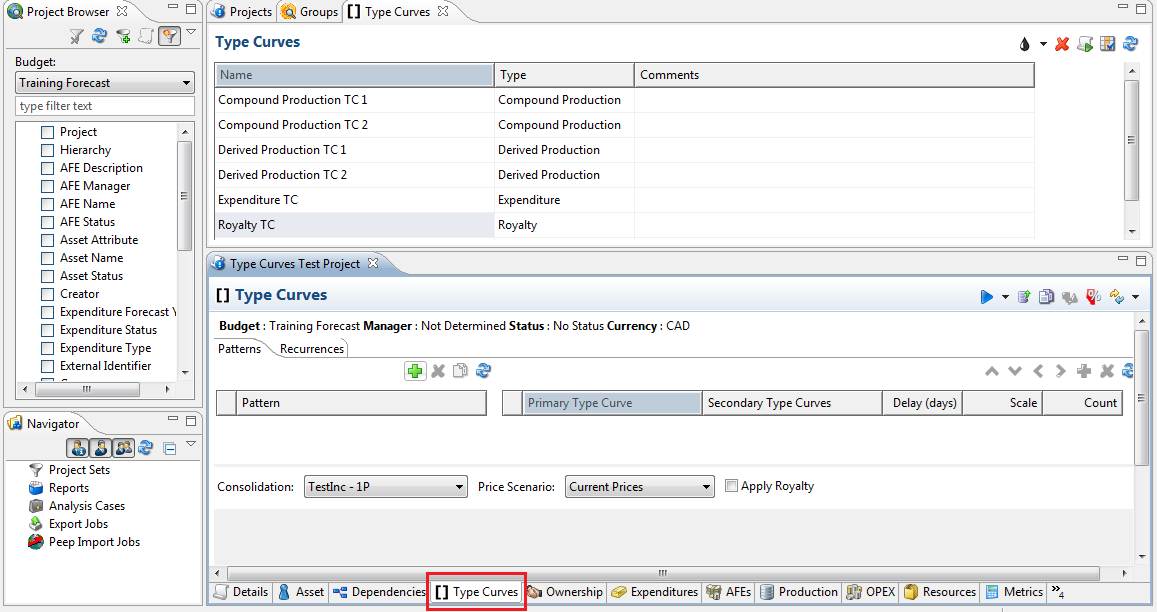 Project Browser
Budget:
Training Forecast
type filter text
Project
Hierarchy
AFE Description
AFE Manager
AFE Name
AFE Status
Asset Attribute
Asset Name
Asset Status
Creator
Expenditure Forecast Y
Expenditure Status
Expenditure Type
External Identifier
Navigator
Project Sets
Reports
Analysis Cases
Export Jobs
Peep Import Jobs
Projects Groups [] Type Curves
Type Curves
Name Type Comments
Compound Production TC 1 Compound Production
Compound Production TC 2 Compound Production
Derived Production TC 1 Derived Production
Derived Production TC 2 Derived Production
Expenditure TC Expenditure
Royalty TC Royalty
Type Curves Test Project
[] Type Curves
Budget : Training Forecast Manager : Not Determined Status : No Status Currency : CAD
Patterns Recurrences
Pattern Primary Type Curve Secondary Type Curves Delay (days) Scale Count
Consolidation: TestInc - 1P Price Scenario: Current Prices Apply Royalty
Details Asset Dependencies [] Type Curves Ownership Expenditures AFEs Production OPEX Resources Metrics »4